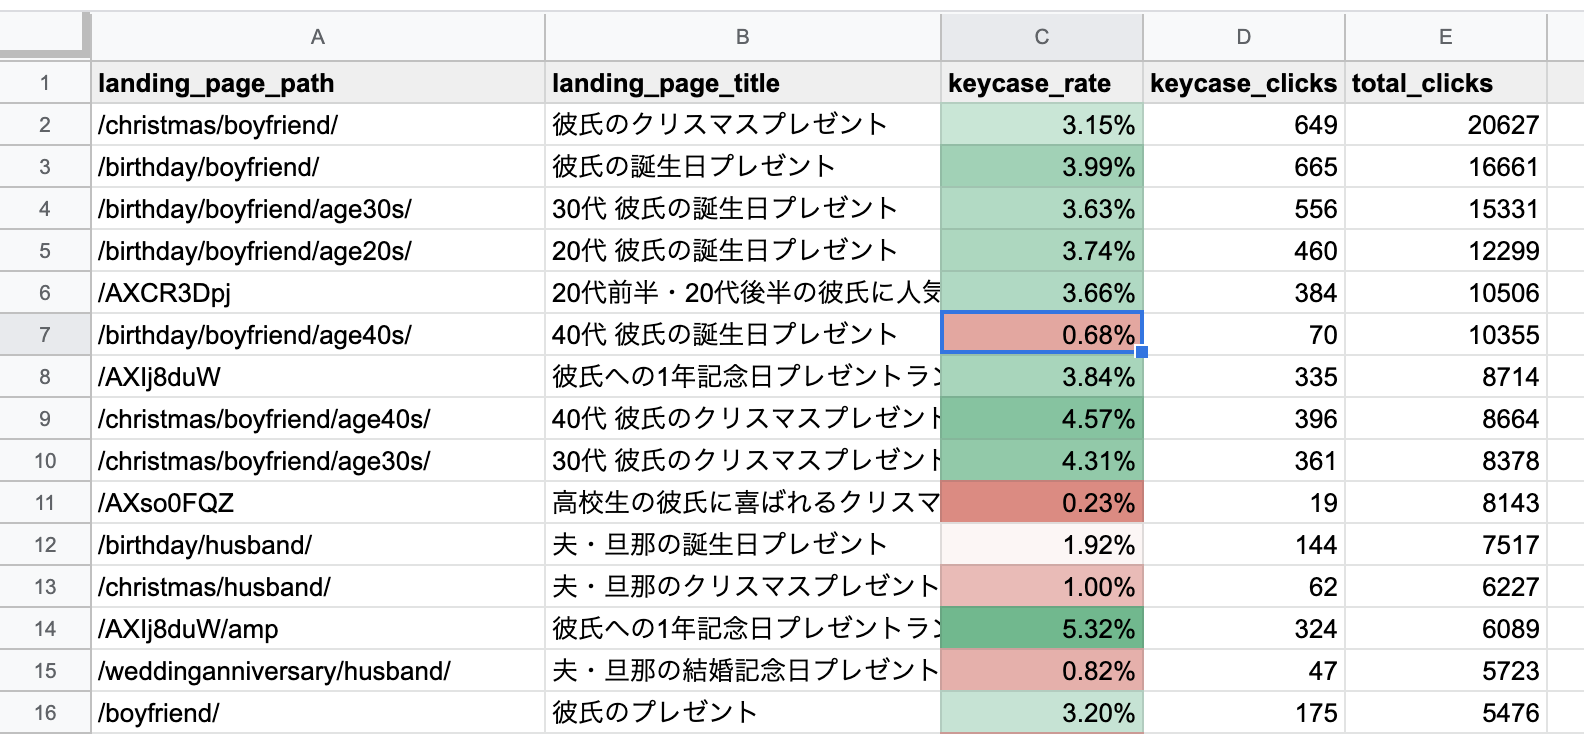 A B C D E
1 landing_page_path landing_page_title keycase_rate keycase_clicks total_clicks
2 /christmas/boyfriend/ 彼氏のクリスマスプレゼント 3.15% 649 20627
3 /birthday/boyfriend/ 彼氏の誕生日プレゼント 3.99% 665 16661
4 /birthday/boyfriend/age30s/ 30代 彼氏の誕生日プレゼント 3.63% 556 15331
5 /birthday/boyfriend/age20s/ 20代 彼氏の誕生日プレゼント 3.74% 460 12299
6 /AXCR3Dpj 20代前半・20代後半の彼氏に人気 3.66% 384 10506
7 /birthday/boyfriend/age40s/ 40代 彼氏の誕生日プレゼント 0.68% 70 10355
8 /AXIj8duW 彼氏への1年記念日プレゼントラン 3.84% 335 8714
9 /christmas/boyfriend/age40s/ 40代 彼氏のクリスマスプレゼント 4.57% 396 8664
10 /christmas/boyfriend/age30s/ 30代 彼氏のクリスマスプレゼント 4.31% 361 8378
11 /AXso0FQZ 高校生の彼氏に喜ばれるクリスマ 0.23% 19 8143
12 /birthday/husband/ 夫・旦那の誕生日プレゼント 1.92% 144 7517
13 /christmas/husband/ 夫・旦那のクリスマスプレゼント 1.00% 62 6227
14 /AXIj8duW/amp 彼氏への1年記念日プレゼントラン 5.32% 324 6089
15 /weddinganniversary/husband/ 夫・旦那の結婚記念日プレゼント 0.82% 47 5723
16 /boyfriend/ 彼氏のプレゼント 3.20% 175 5476